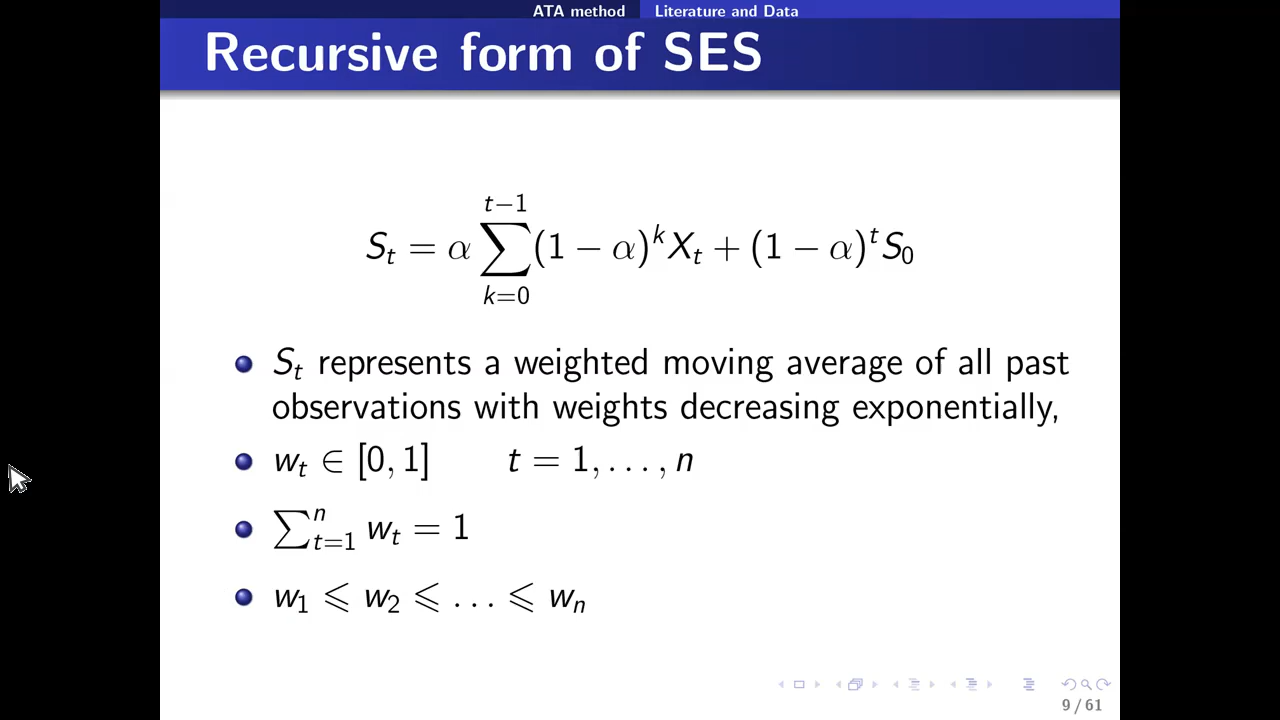 ATA method Literature and Data
Recursive form of SES
t−1
S_t = α ∑ (1 − α)^k X_t + (1 − α)^t S_0
k=0
S_t represents a weighted moving average of all past
observations with weights decreasing exponentially,
w_t ∈ [0, 1] t = 1, . . . , n
∑_{t=1}^n w_t = 1
w_1 ⩽ w_2 ⩽ . . . ⩽ w_n
9 / 61